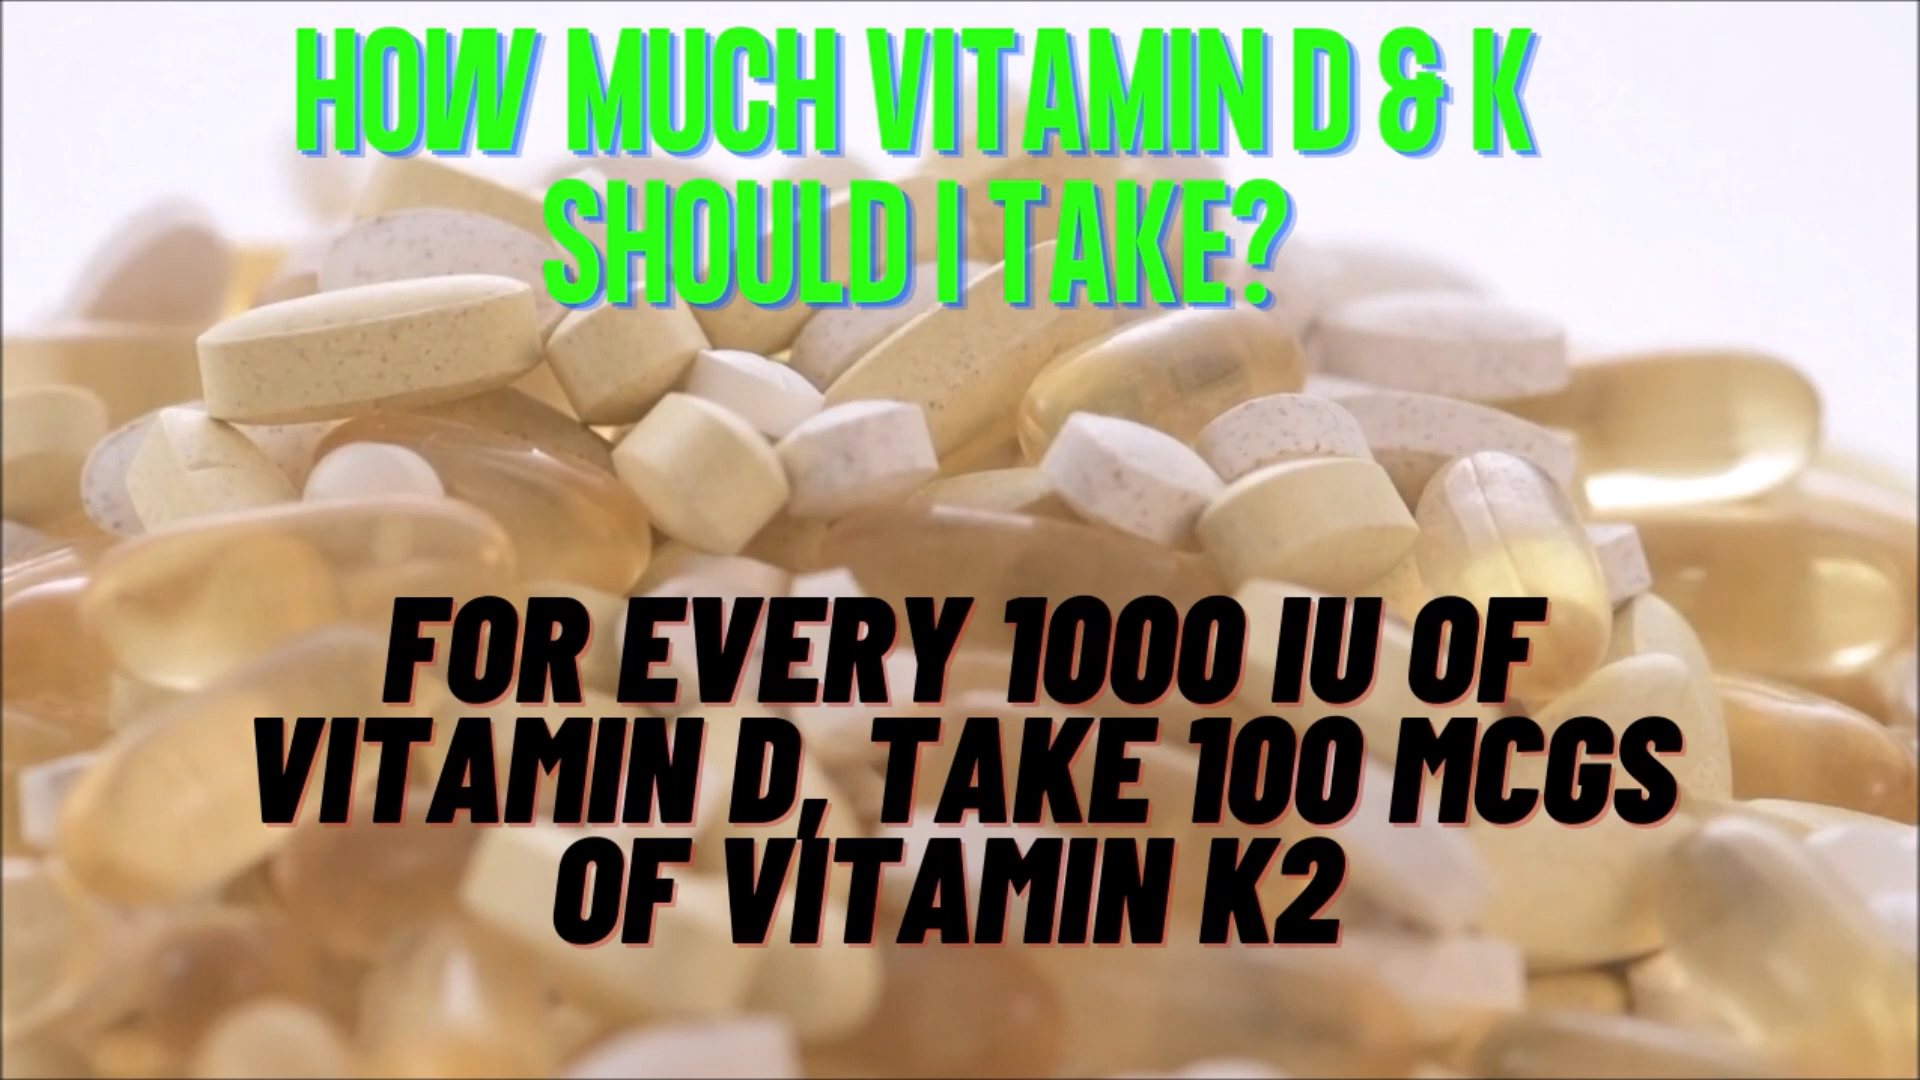 HOW MUCH VITAMIN D & K
SHOULD I TAKE?
FOR EVERY 1000 IU OF
VITAMIN D, TAKE 100 MCGS
OF VITAMIN K2